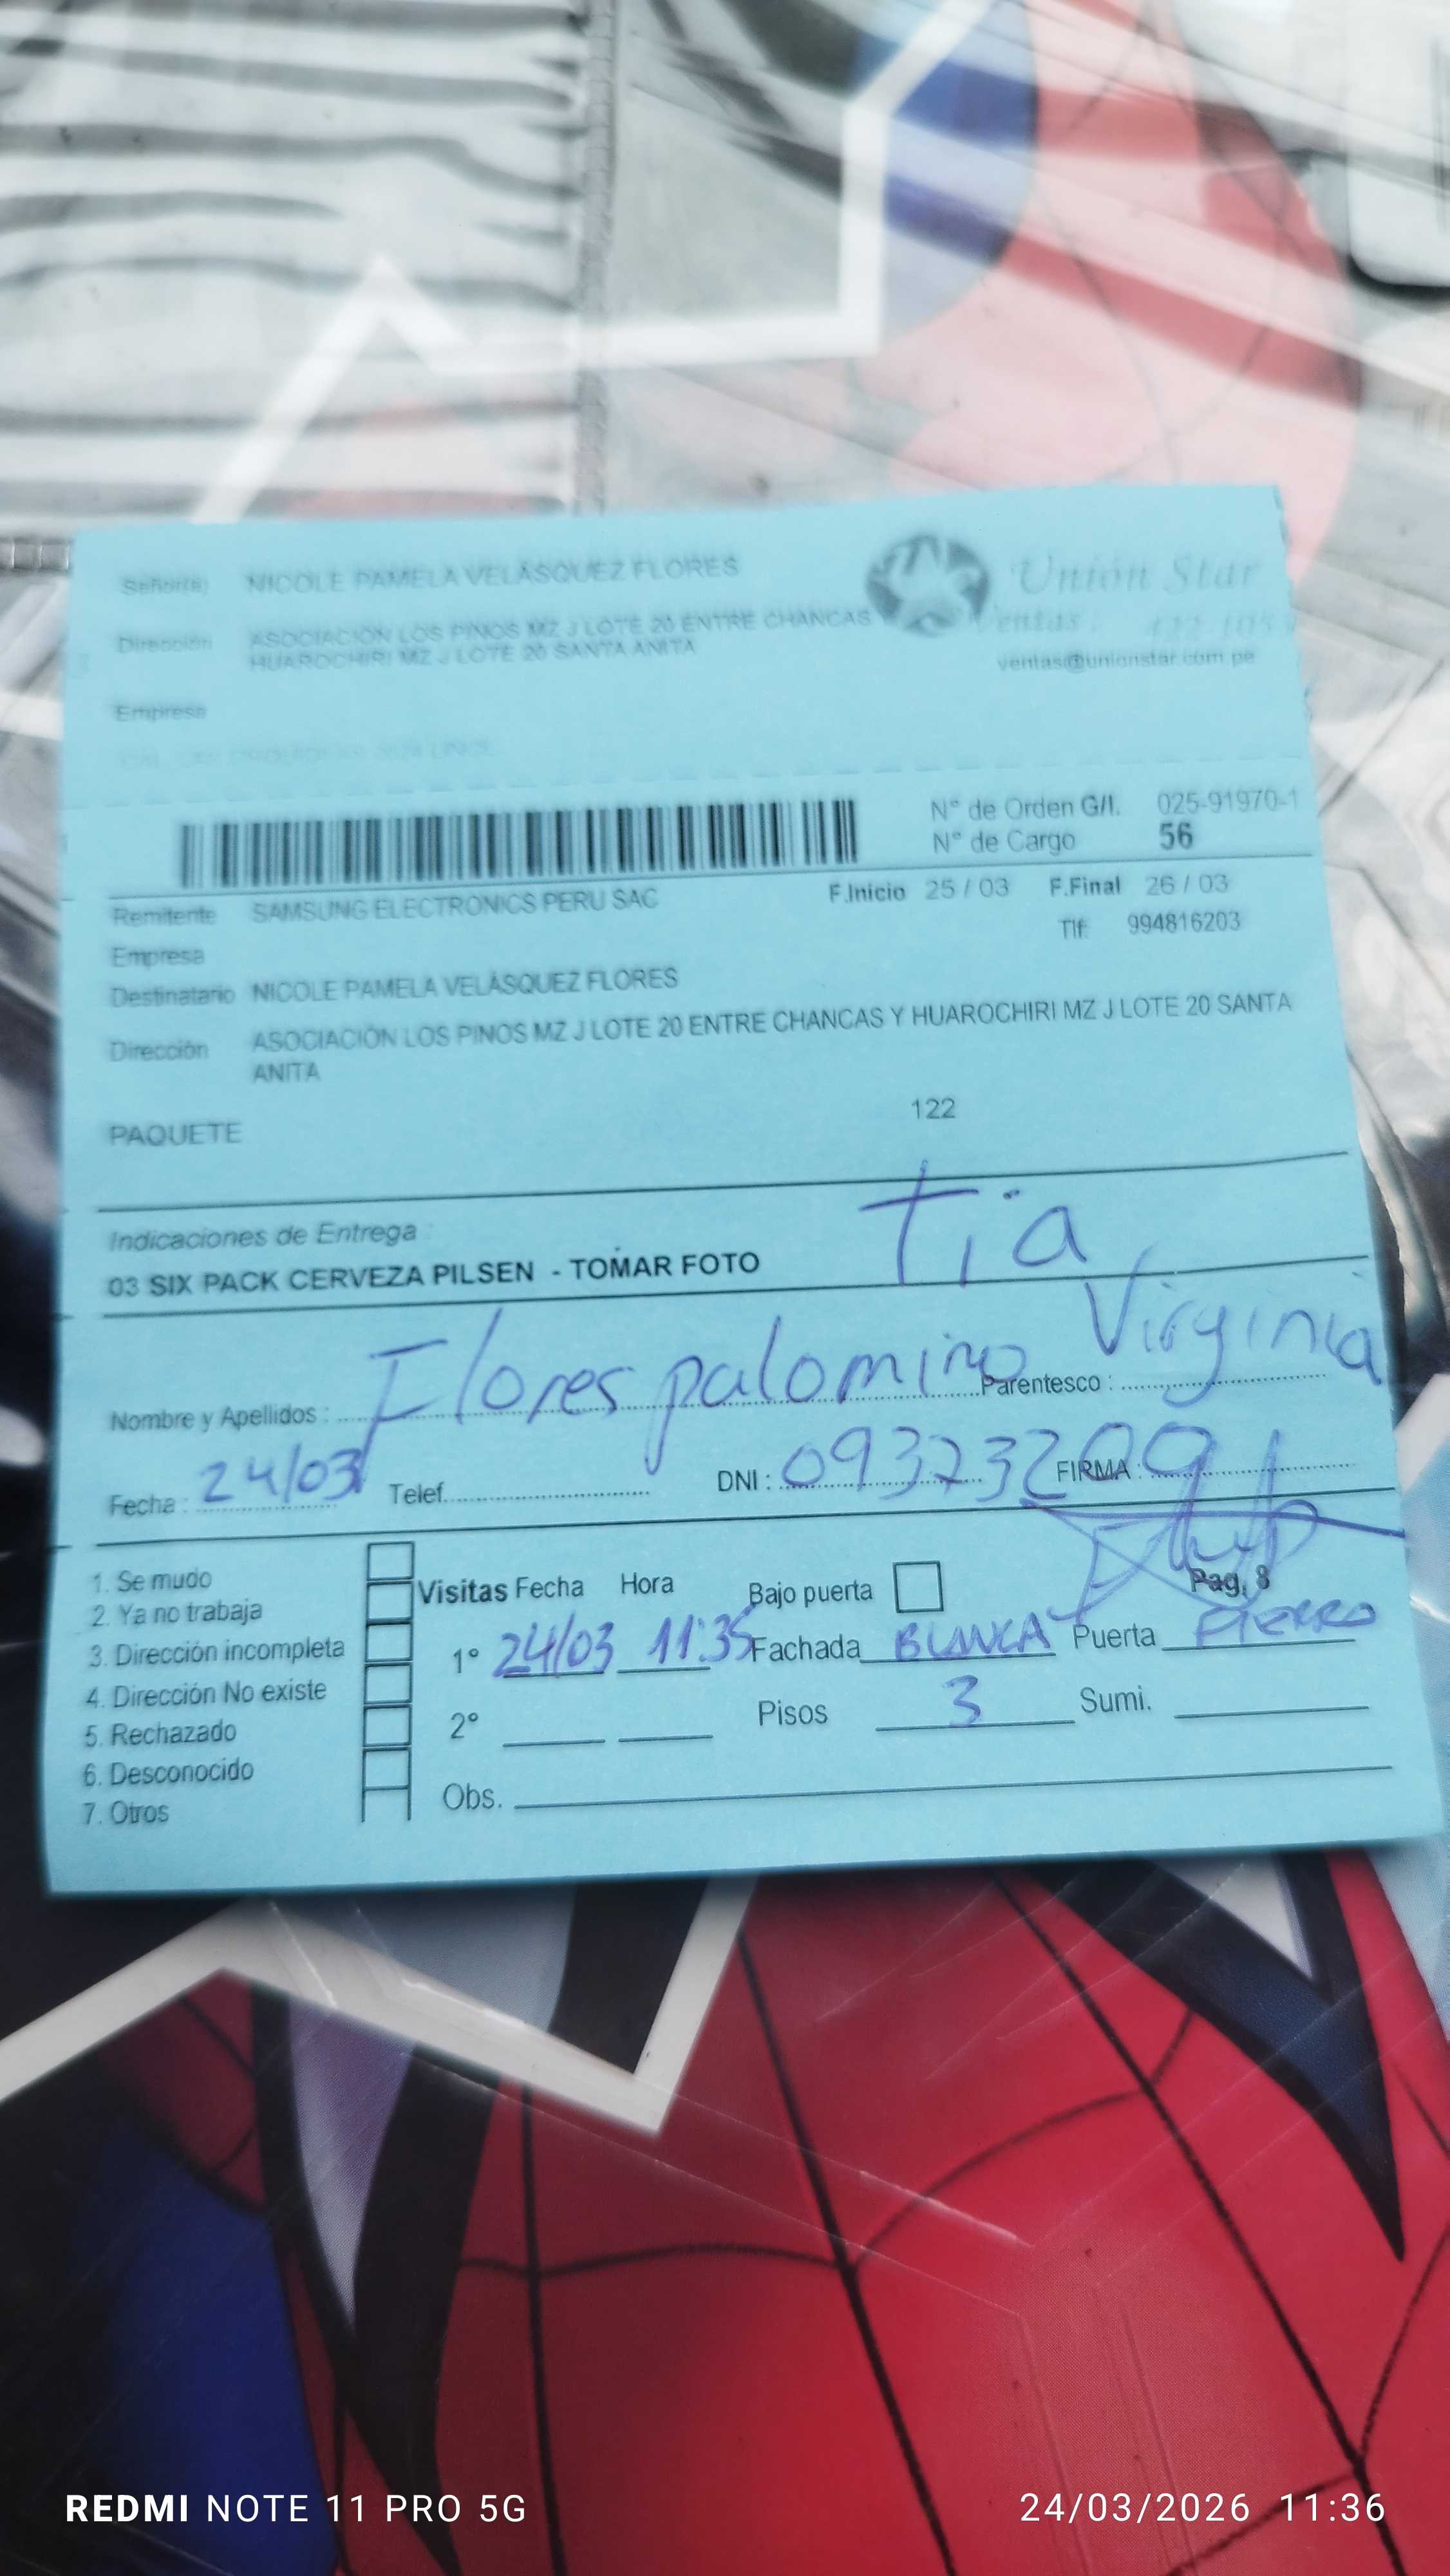 Señor(a) NICOLE PAMELA VELÁSQUEZ FLORES
Unión Star
Dirección ASOCIACIÓN LOS PINOS MZ J LOTE 20 ENTRE CHANCAS
HUAROCHIRI MZ J LOTE 20 SANTA ANITA
Ventas:
ventas@unionstar.com.pe
Empresa
N° de Orden G/I. 025-91970-1
N° de Cargo 56
Remitente SAMSUNG ELECTRONICS PERU SAC F.Inicio 25 / 03 F.Final 26 / 03
Empresa Tlf: 994816203
Destinatario NICOLE PAMELA VELÁSQUEZ FLORES
Dirección ASOCIACIÓN LOS PINOS MZ J LOTE 20 ENTRE CHANCAS Y HUAROCHIRI MZ J LOTE 20 SANTA
ANITA
PAQUETE 122
Indicaciones de Entrega :
Tia
03 SIX PACK CERVEZA PILSEN - TOMAR FOTO
Nombre y Apellidos : Flores palomino Virginia Parentesco :
Fecha : 24/03 Telef. DNI : 09323209 FIRMA :
1. Se mudo
2. Ya no trabaja
3. Dirección incompleta
4. Dirección No existe
5. Rechazado
6. Desconocido
7. Otros
Visitas Fecha Hora Bajo puerta Pag. 8
1° 24/03 11:35 Fachada BLANCA Puerta FIERRO
2° Pisos 3 Sumi.
Obs.
REDMI NOTE 11 PRO 5G 24/03/2026 11:36